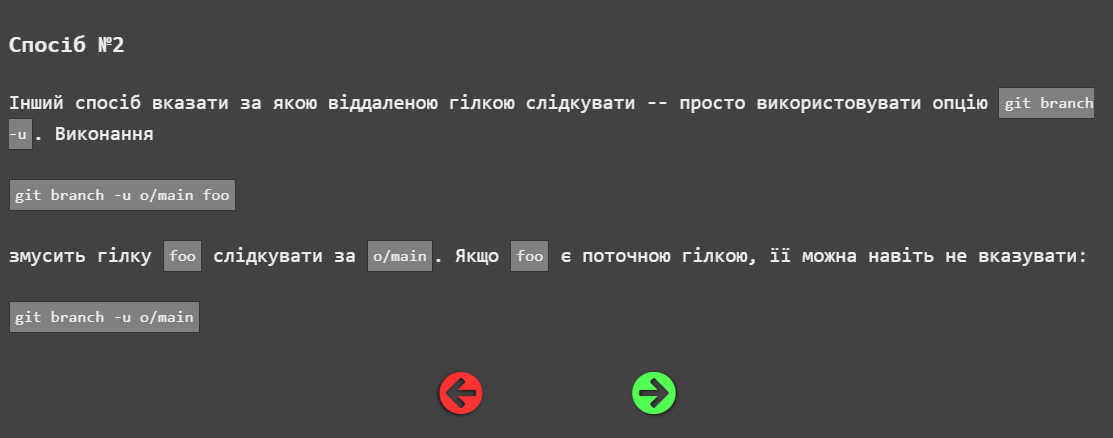 Спосіб №2
Інший спосіб вказати за якою віддаленою гілкою слідкувати -- просто використовувати опцію git branch
-u. Виконання
git branch -u o/main foo
змусить гілку foo слідкувати за o/main. Якщо foo є поточною гілкою, її можна навіть не вказувати:
git branch -u o/main